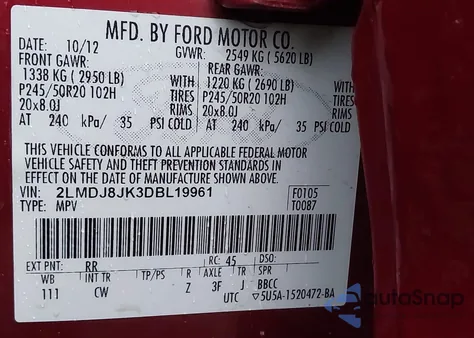 MFD. BY FORD MOTOR CO.
DATE: 10/12 GVWR: 2549 KG ( 5620 LB)
FRONT GAWR: REAR GAWR:
1338 KG ( 2950 LB) WITH 1220 KG ( 2690 LB) WITH
P245/50R20 102H TIRES P245/50R20 102H TIRES
20x8.0J RIMS 20x8.0J RIMS
AT 240 kPa/ 35 PSI COLD AT 240 kPa/ 35 PSI COLD
THIS VEHICLE CONFORMS TO ALL APPLICABLE FEDERAL MOTOR
VEHICLE SAFETY AND THEFT PREVENTION STANDARDS IN
EFFECT ON THE DATE OF MANUFACTURE SHOWN ABOVE.
VIN: 2LMDJ8JK3DBL19961 F0105
TYPE: MPV T0087
EXT PNT: RR RC: 45 DSO:
WB INT TR TP/PS R AXLE TR SPR
111 CW Z 3F J BBCC
UTC ▽5U5A-1520472-BA
AutoSnap